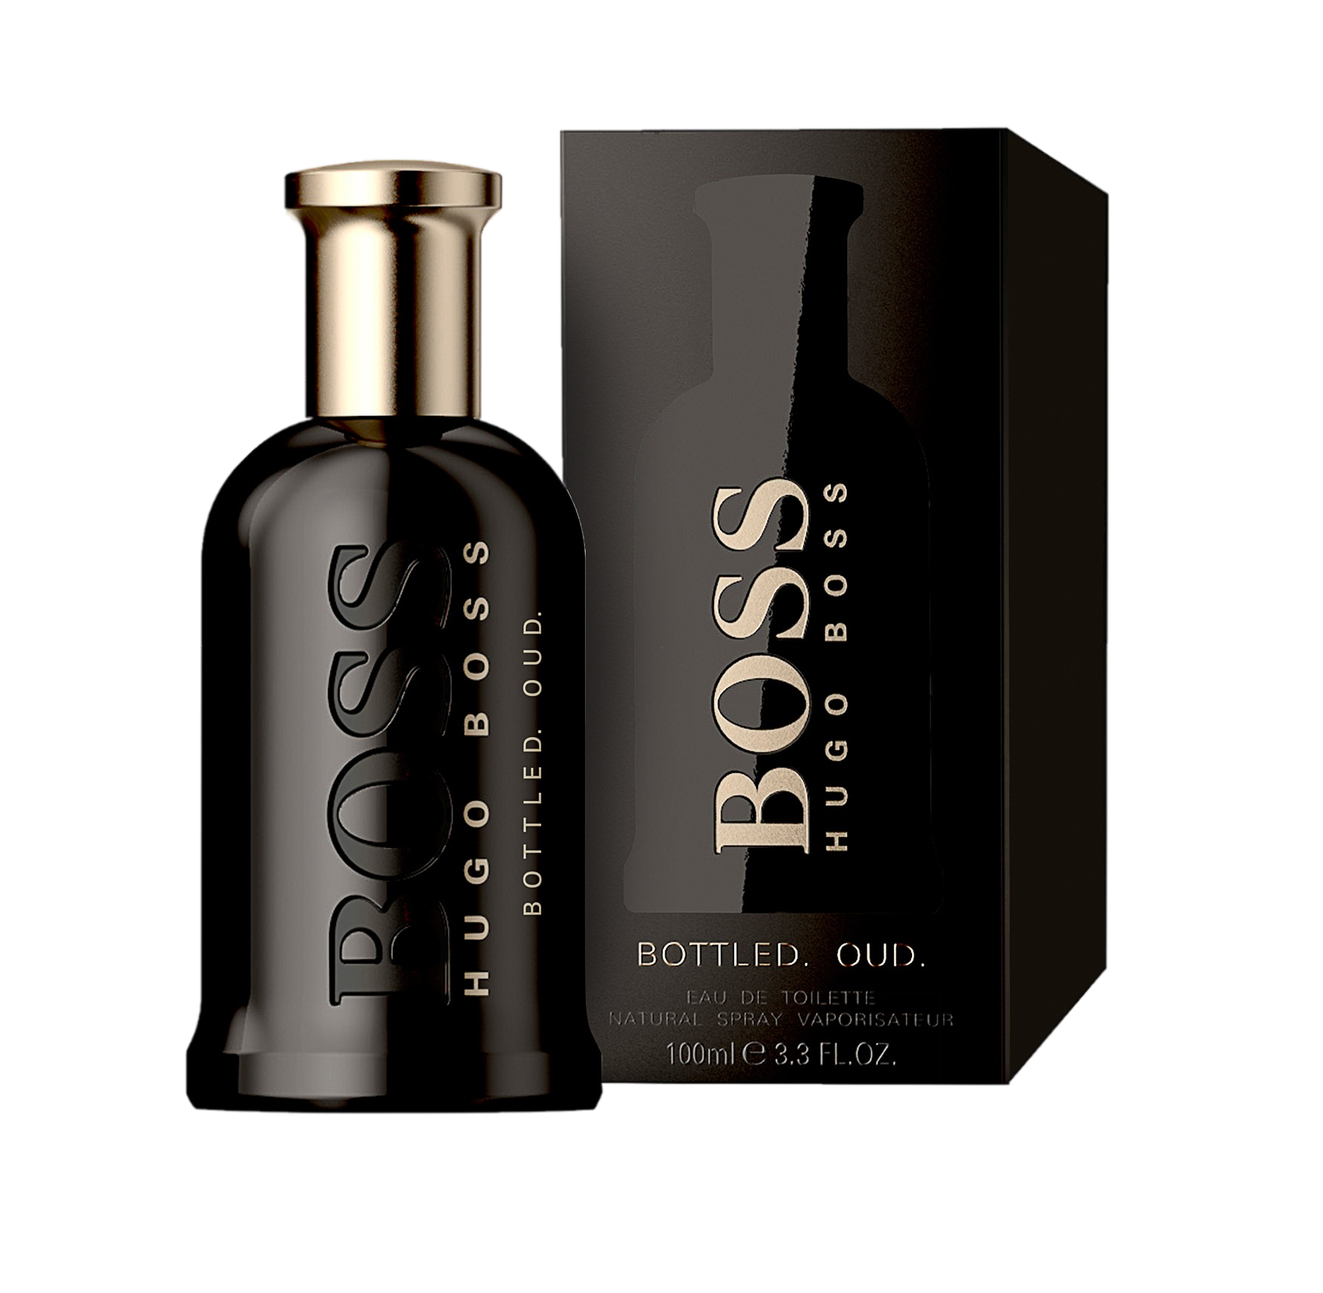 BOSS
HUGO BOSS
BOTTLED. OUD.
BOSS
HUGO BOSS
BOTTLED. OUD.
EAU DE TOILETTE
NATURAL SPRAY VAPORISATEUR
100ml ℮ 3.3 FL.OZ.